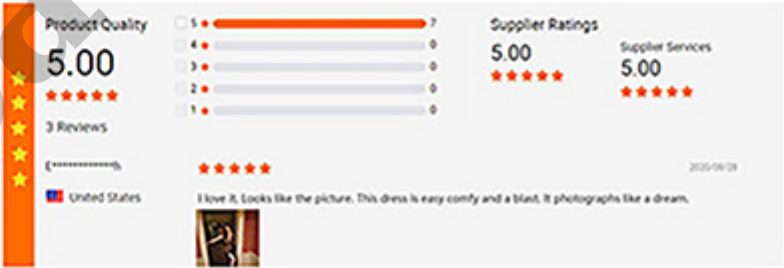 Product Quality
5.00
3 Reviews
5 7
4 0
3 0
2 0
1 0
Supplier Ratings
5.00
Supplier Services
5.00
2020/08/28
United States
I love it. Looks like the picture. This dress is easy comfy and a blast. It photographs like a dream.